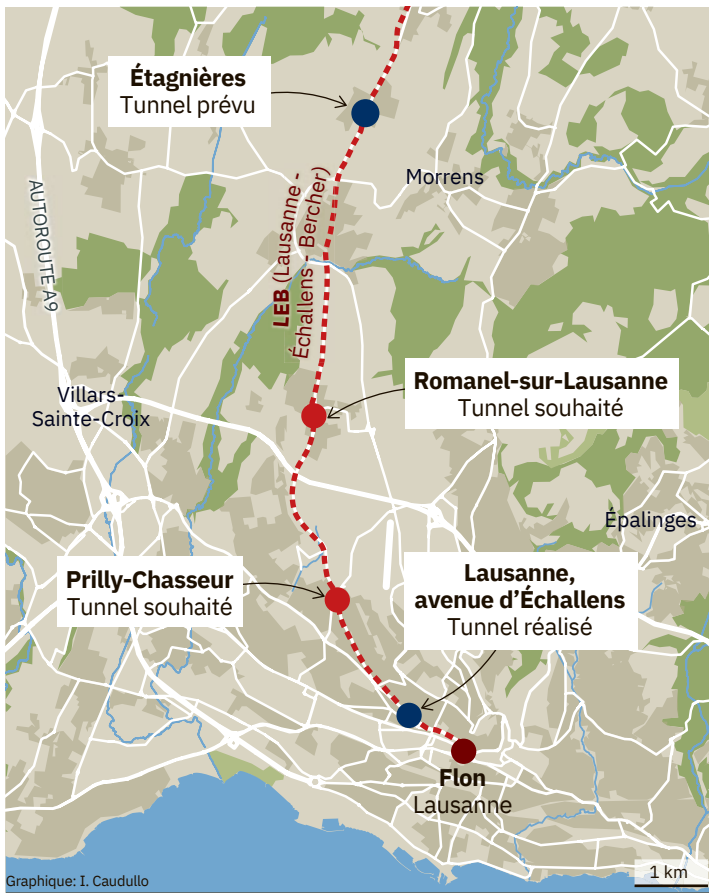 Étagnières
Tunnel prévu
Morrens
AUTOROUTE A9
LEB (Lausanne -
Échallens - Bercher)
Romanel-sur-Lausanne
Tunnel souhaité
Villars-
Sainte-Croix
Épalinges
Prilly-Chasseur
Tunnel souhaité
Lausanne,
avenue d’Échallens
Tunnel réalisé
Flon
Lausanne
Graphique: I. Caudullo
1 km